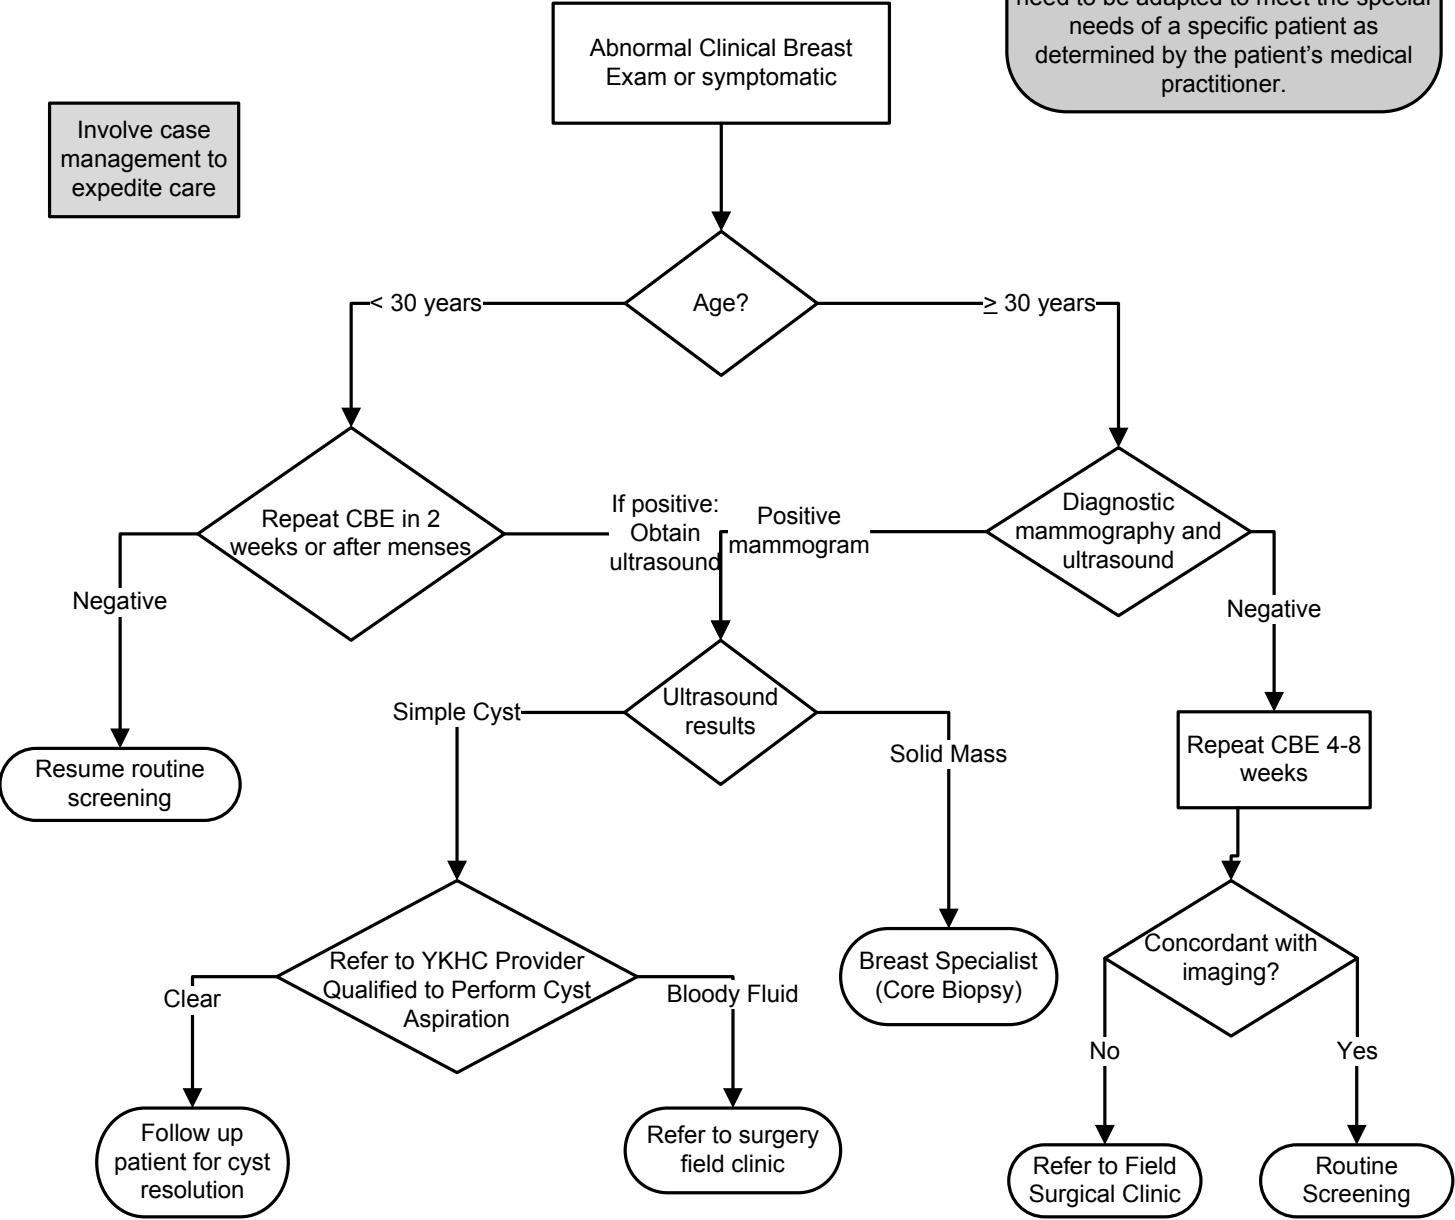 need to be adapted to meet the special
needs of a specific patient as
determined by the patient's medical
practitioner.
Abnormal Clinical Breast
Exam or symptomatic
Involve case
management to
expedite care
Age?
< 30 years
≥ 30 years
Repeat CBE in 2
weeks or after menses
If positive:
Obtain
ultrasound
Positive
mammogram
Diagnostic
mammography and
ultrasound
Negative
Negative
Ultrasound
results
Simple Cyst
Solid Mass
Resume routine
screening
Repeat CBE 4-8
weeks
Refer to YKHC Provider
Qualified to Perform Cyst
Aspiration
Breast Specialist
(Core Biopsy)
Concordant with
imaging?
Clear
Bloody Fluid
No
Yes
Follow up
patient for cyst
resolution
Refer to surgery
field clinic
Refer to Field
Surgical Clinic
Routine
Screening